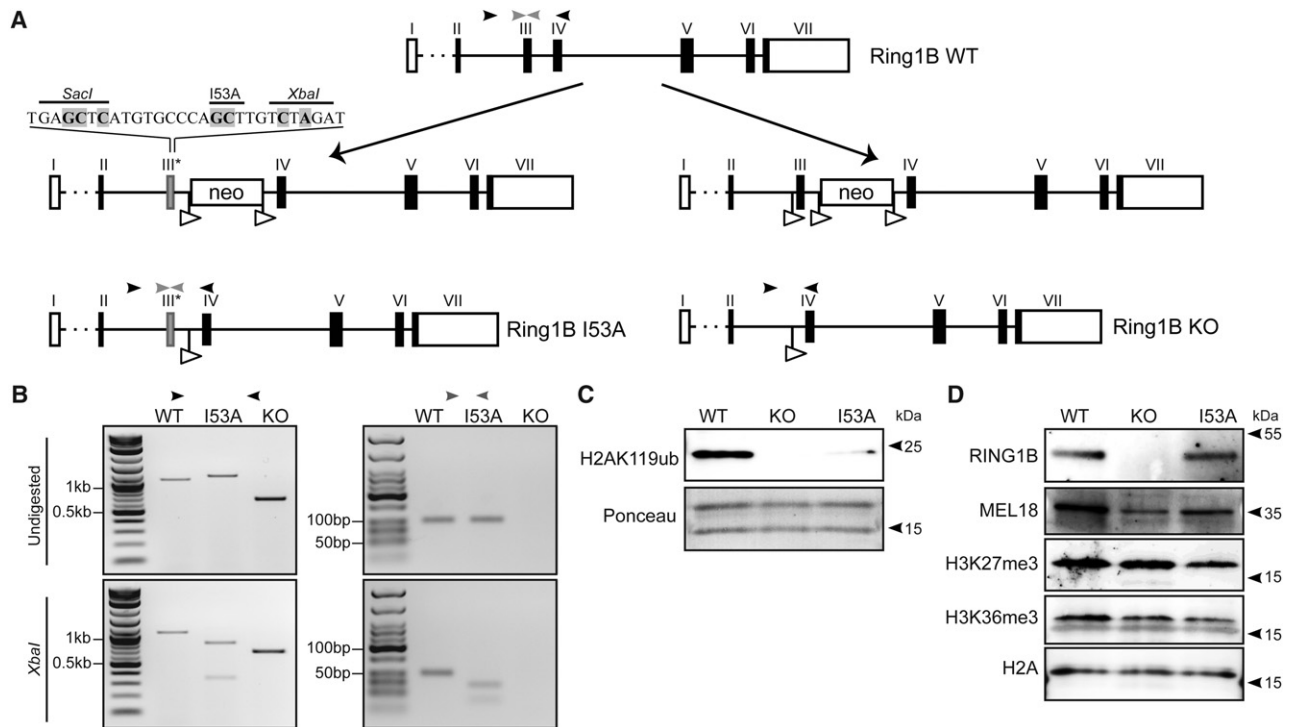 A
I II III IV V VI VII
Ring1B WT
SacI I53A XbaI
TGAGCTCATGTGCCCAGCTTGTCTAGAT
I II III* IV V VI VII
neo
I II III IV V VI VII
neo
I II III* IV V VI VII
Ring1B I53A
I II IV V VI VII
Ring1B KO
B
WT I53A KO
WT I53A KO
Undigested
1kb
0.5kb
100bp
50bp
XbaI
1kb
0.5kb
100bp
50bp
C
WT KO I53A kDa
H2AK119ub
25
Ponceau
15
D
WT KO I53A kDa
55
RING1B
MEL18
35
H3K27me3
15
H3K36me3
15
H2A
15